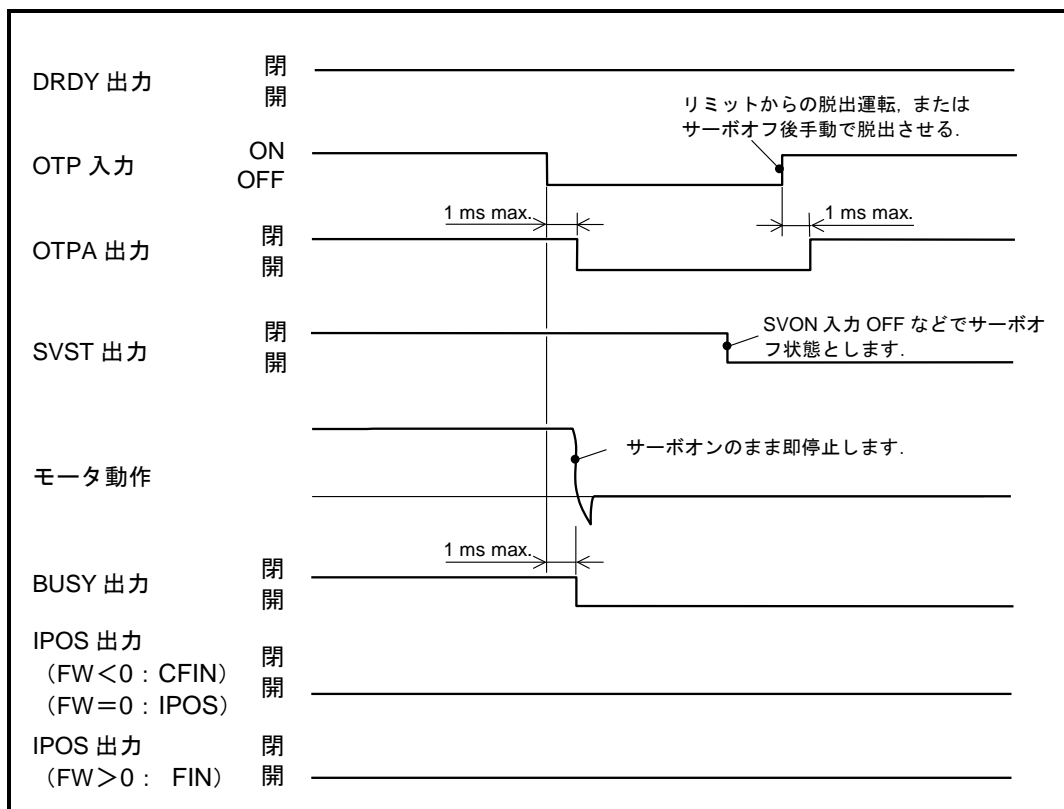 DRDY 出力
閉
開
リミットからの脱出運転, または
サーボオフ後手動で脱出させる.
OTP 入力
ON
OFF
1 ms max.
1 ms max.
OTPA 出力
閉
開
SVST 出力
閉
開
SVON 入力 OFF などでサーボオ
フ状態とします.
モータ動作
サーボオンのまま即停止します.
1 ms max.
BUSY 出力
閉
開
IPOS 出力
（FW＜0：CFIN）
（FW＝0：IPOS）
閉
開
IPOS 出力
（FW＞0： FIN）
閉
開